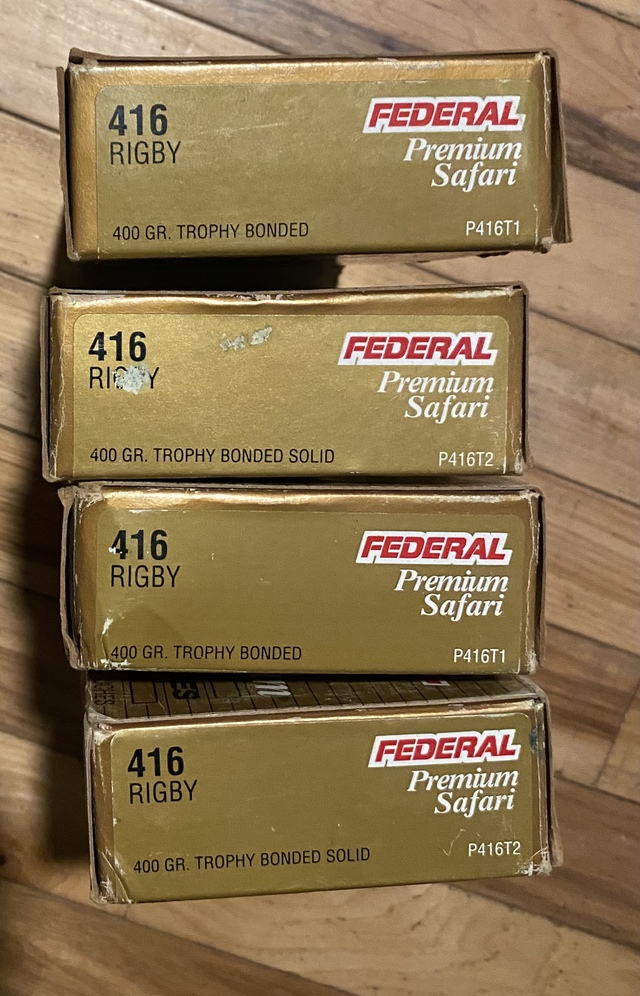 416
RIGBY
FEDERAL
Premium
Safari
400 GR. TROPHY BONDED
P416T1
416
RIGBY
FEDERAL
Premium
Safari
400 GR. TROPHY BONDED SOLID
P416T2
416
RIGBY
FEDERAL
Premium
Safari
400 GR. TROPHY BONDED
P416T1
416
RIGBY
FEDERAL
Premium
Safari
400 GR. TROPHY BONDED SOLID
P416T2